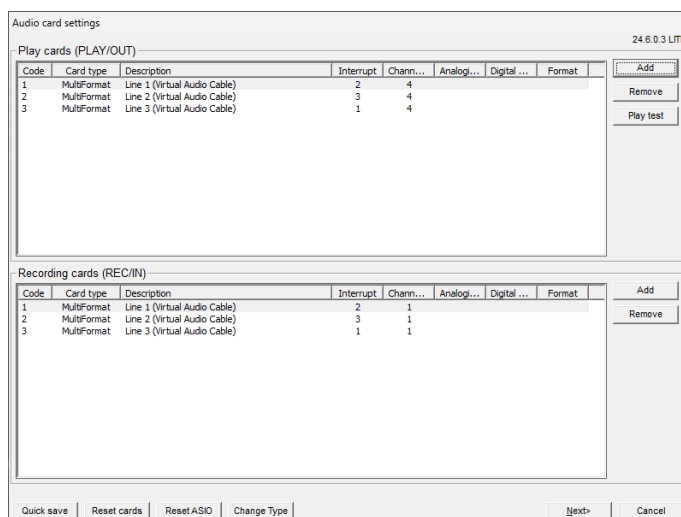 Audio card settings
24.6.0.3 LIT
Play cards (PLAY/OUT)
Code Card type Description Interrupt Chann... Analogi... Digital ... Format
1 MultiFormat Line 1 (Virtual Audio Cable) 2 4
2 MultiFormat Line 2 (Virtual Audio Cable) 3 4
3 MultiFormat Line 3 (Virtual Audio Cable) 1 4
Add
Remove
Play test
Recording cards (REC/IN)
Code Card type Description Interrupt Chann... Analogi... Digital ... Format
1 MultiFormat Line 1 (Virtual Audio Cable) 2 1
2 MultiFormat Line 2 (Virtual Audio Cable) 3 1
3 MultiFormat Line 3 (Virtual Audio Cable) 1 1
Add
Remove
Quick save Reset cards Reset ASIO Change Type Next> Cancel